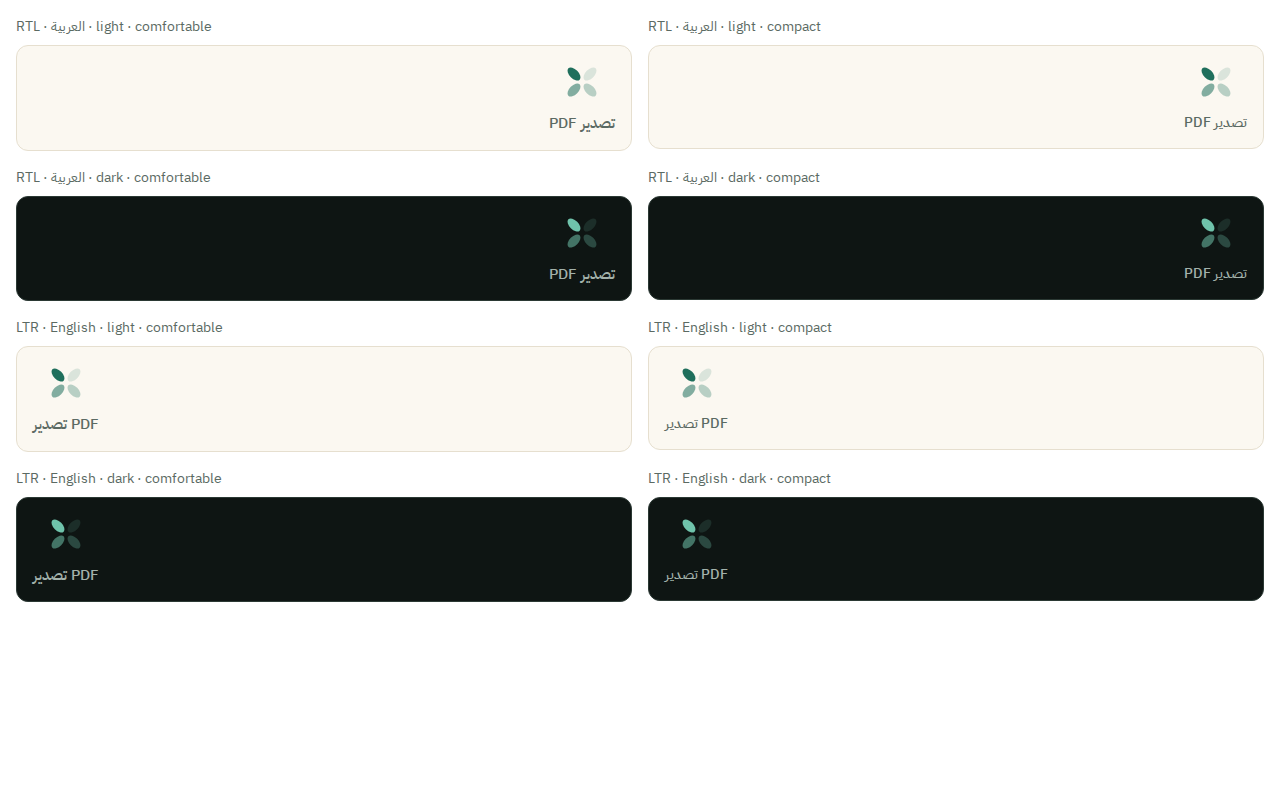 RTL · العربية · light · comfortable
تصدير PDF
RTL · العربية · light · compact
تصدير PDF
RTL · العربية · dark · comfortable
تصدير PDF
RTL · العربية · dark · compact
تصدير PDF
LTR · English · light · comfortable
تصدير PDF
LTR · English · light · compact
تصدير PDF
LTR · English · dark · comfortable
تصدير PDF
LTR · English · dark · compact
تصدير PDF